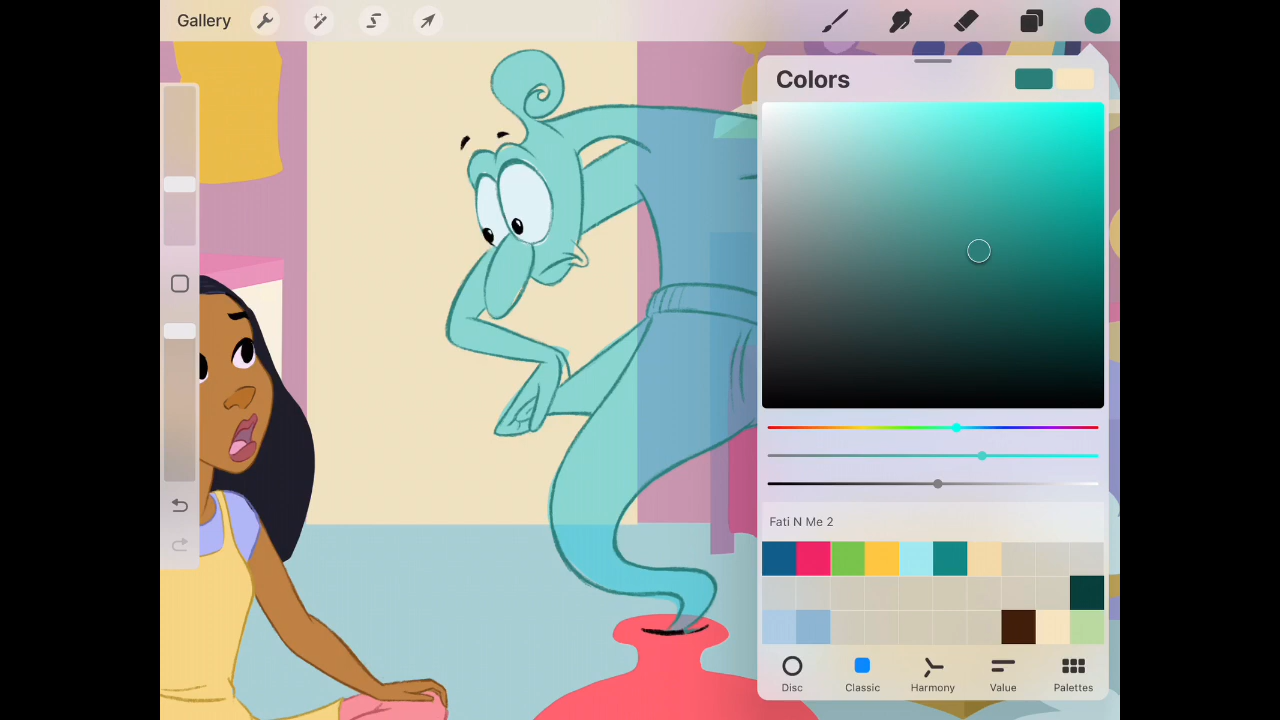 Gallery
Colors
Fati N Me 2
Disc
Classic
Harmony
Value
Palettes